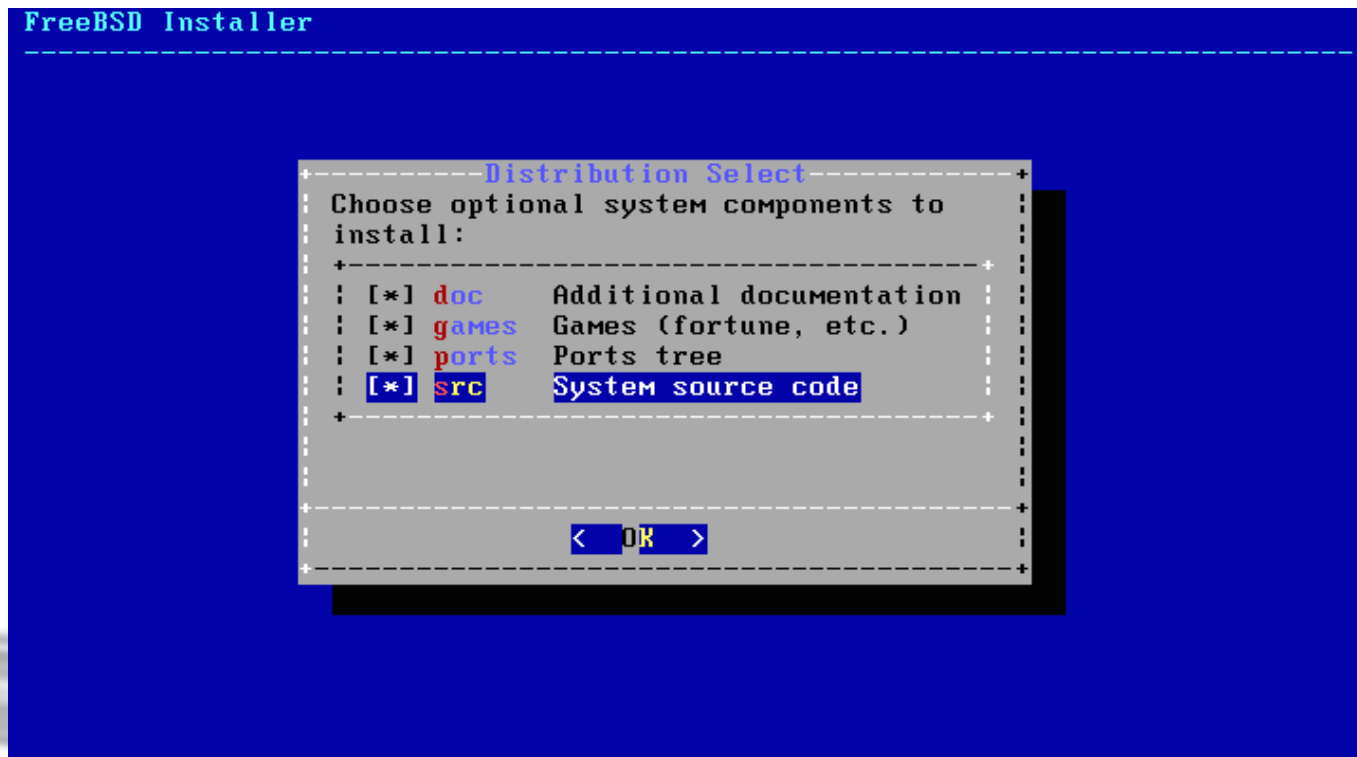 FreeBSD Installer
Distribution Select
Choose optional system components to
install:
[*] doc Additional documentation
[*] games Games (fortune, etc.)
[*] ports Ports tree
[*] src System source code
< OK >